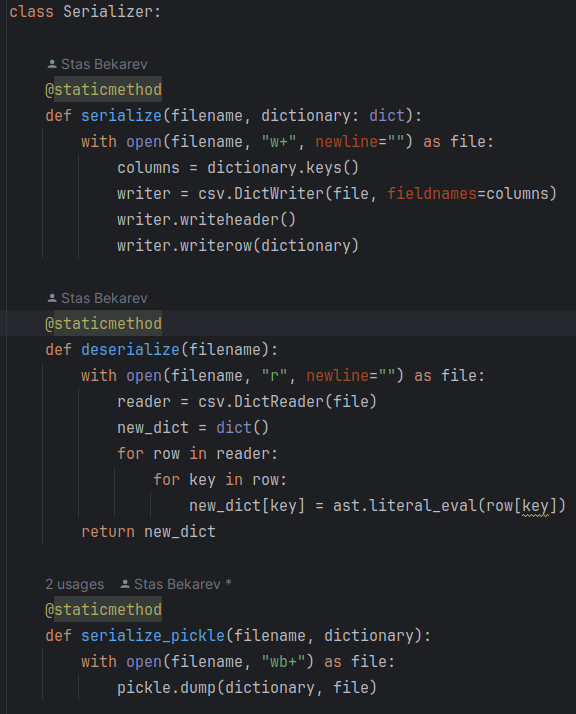 class Serializer:
Stas Bekarev
@staticmethod
def serialize(filename, dictionary: dict):
with open(filename, "w+", newline="") as file:
columns = dictionary.keys()
writer = csv.DictWriter(file, fieldnames=columns)
writer.writeheader()
writer.writerow(dictionary)
Stas Bekarev
@staticmethod
def deserialize(filename):
with open(filename, "r", newline="") as file:
reader = csv.DictReader(file)
new_dict = dict()
for row in reader:
for key in row:
new_dict[key] = ast.literal_eval(row[key])
return new_dict
2 usages Stas Bekarev *
@staticmethod
def serialize_pickle(filename, dictionary):
with open(filename, "wb+") as file:
pickle.dump(dictionary, file)